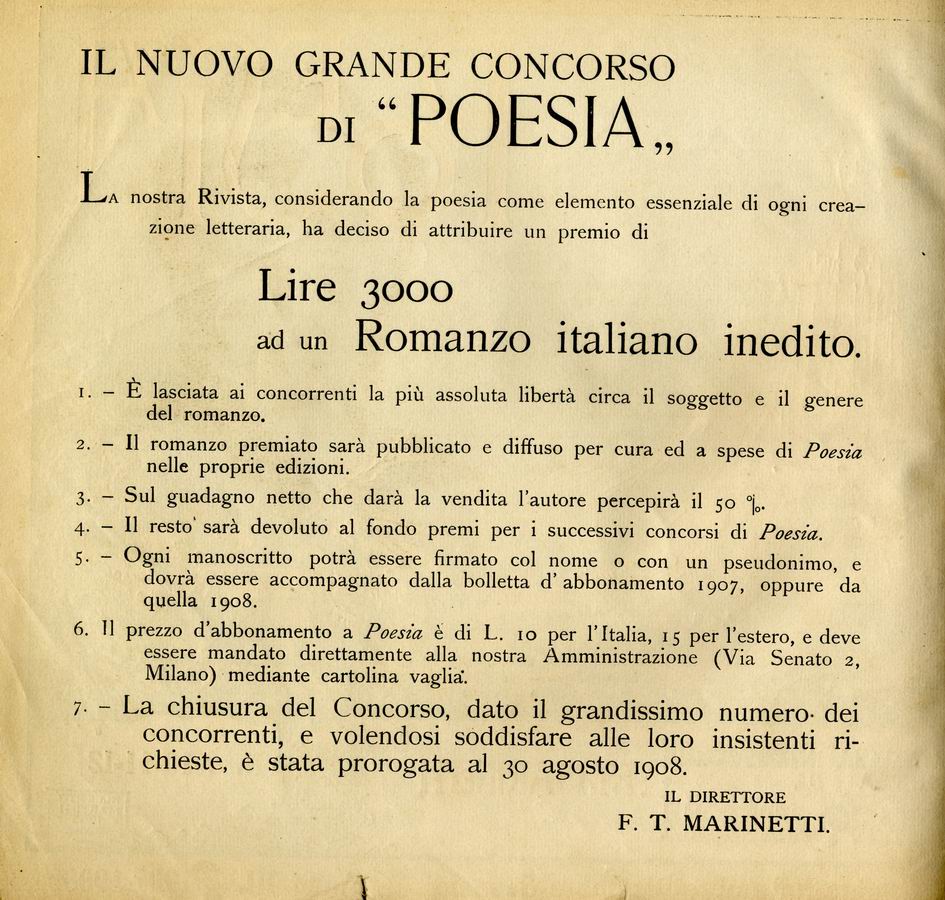 IL NUOVO GRANDE CONCORSO
DI “POESIA„
LA nostra Rivista, considerando la poesia come elemento essenziale di ogni crea-
zione letteraria, ha deciso di attribuire un premio di
Lire 3000
ad un Romanzo italiano inedito.
1. – È lasciata ai concorrenti la più assoluta libertà circa il soggetto e il genere
del romanzo.
2. – Il romanzo premiato sarà pubblicato e diffuso per cura ed a spese di Poesia
nelle proprie edizioni.
3. – Sul guadagno netto che darà la vendita l'autore percepirà il 50 %.
4. – Il resto sarà devoluto al fondo premi per i successivi concorsi di Poesia.
5. – Ogni manoscritto potrà essere firmato col nome o con un pseudonimo, e
dovrà essere accompagnato dalla bolletta d' abbonamento 1907, oppure da
quella 1908.
6. Il prezzo d'abbonamento a Poesia è di L. 10 per l'Italia, 15 per l'estero, e deve
essere mandato direttamente alla nostra Amministrazione (Via Senato 2,
Milano) mediante cartolina vaglia.
7. – La chiusura del Concorso, dato il grandissimo numero dei
concorrenti, e volendosi soddisfare alle loro insistenti ri-
chieste, è stata prorogata al 30 agosto 1908.
IL DIRETTORE
F. T. MARINETTI.